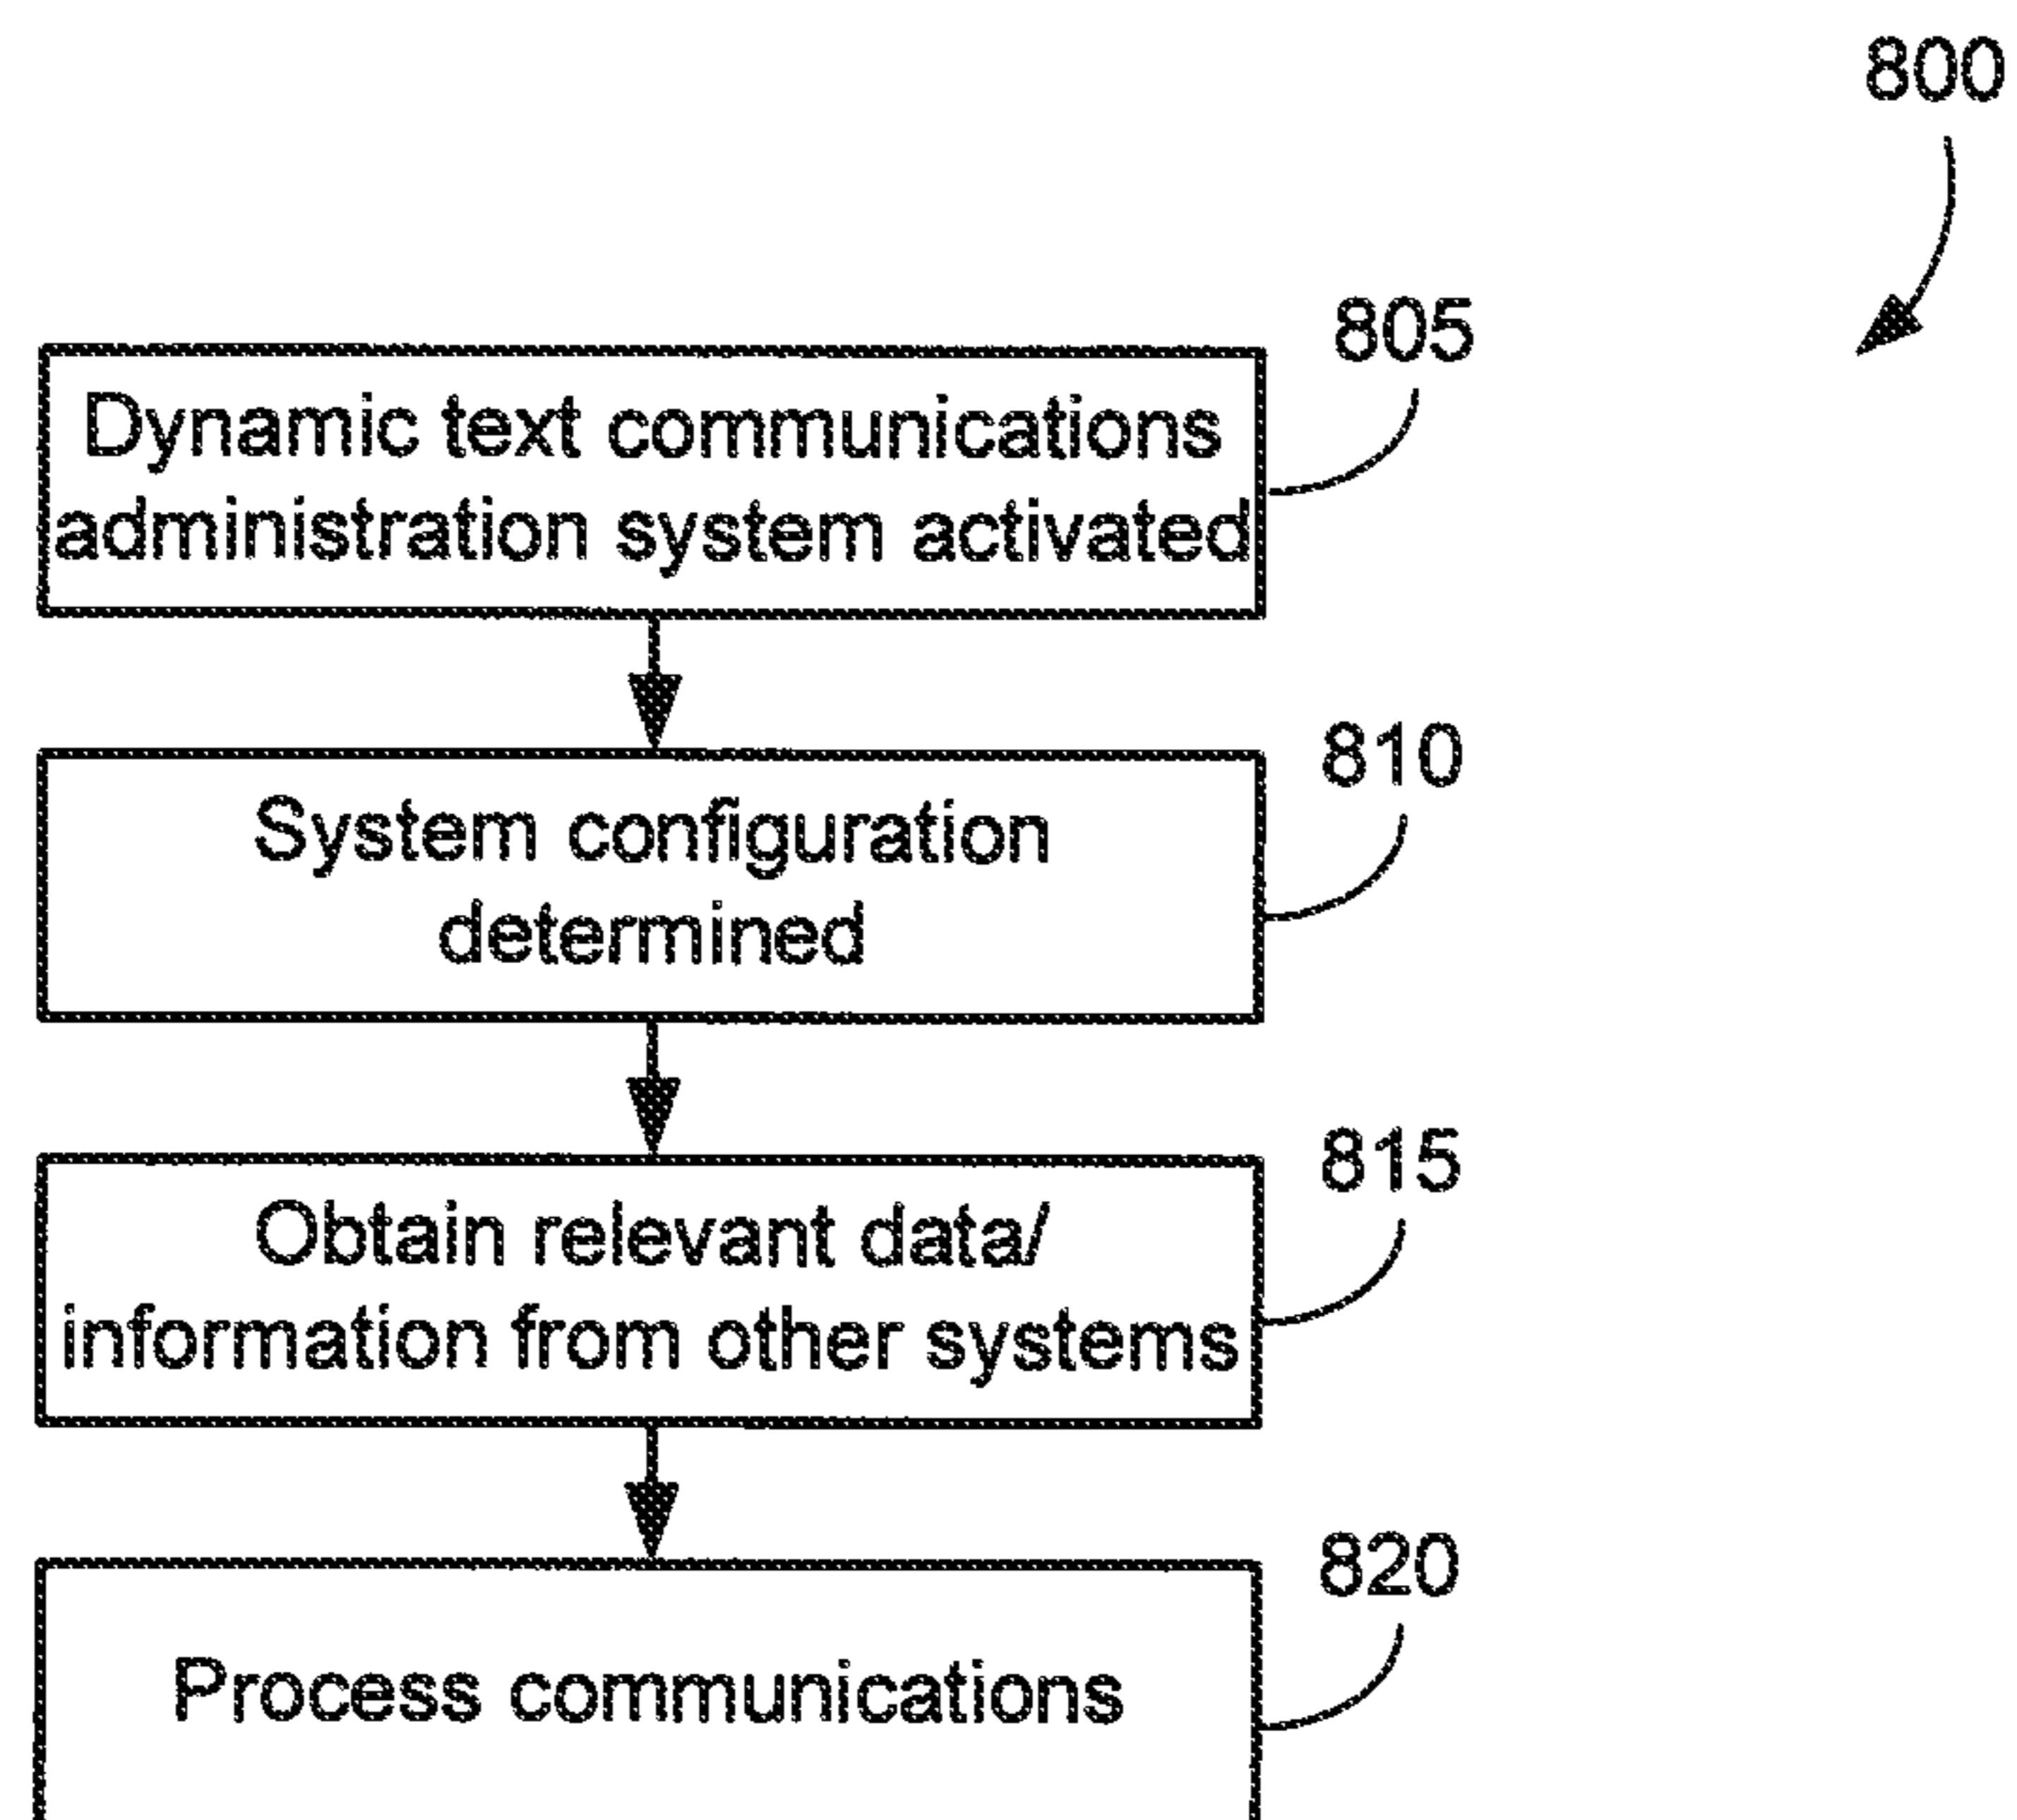 800
805
Dynamic text communications
administration system activated
810
System configuration
determined
815
Obtain relevant data/
information from other systems
820
Process communications